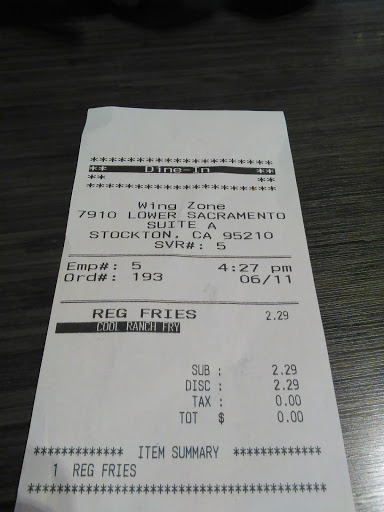 ************************
** Dine-In **
** **
************************
Wing Zone
7910 LOWER SACRAMENTO
SUITE A
STOCKTON, CA 95210
SVR#: 5
Emp#: 5 4:27 pm
Ord#: 193 06/11
REG FRIES 2.29
COOL RANCH FRY
SUB : 2.29
DISC : 2.29
TAX : 0.00
TOT $ 0.00
************* ITEM SUMMARY *************
1 REG FRIES
******************************************